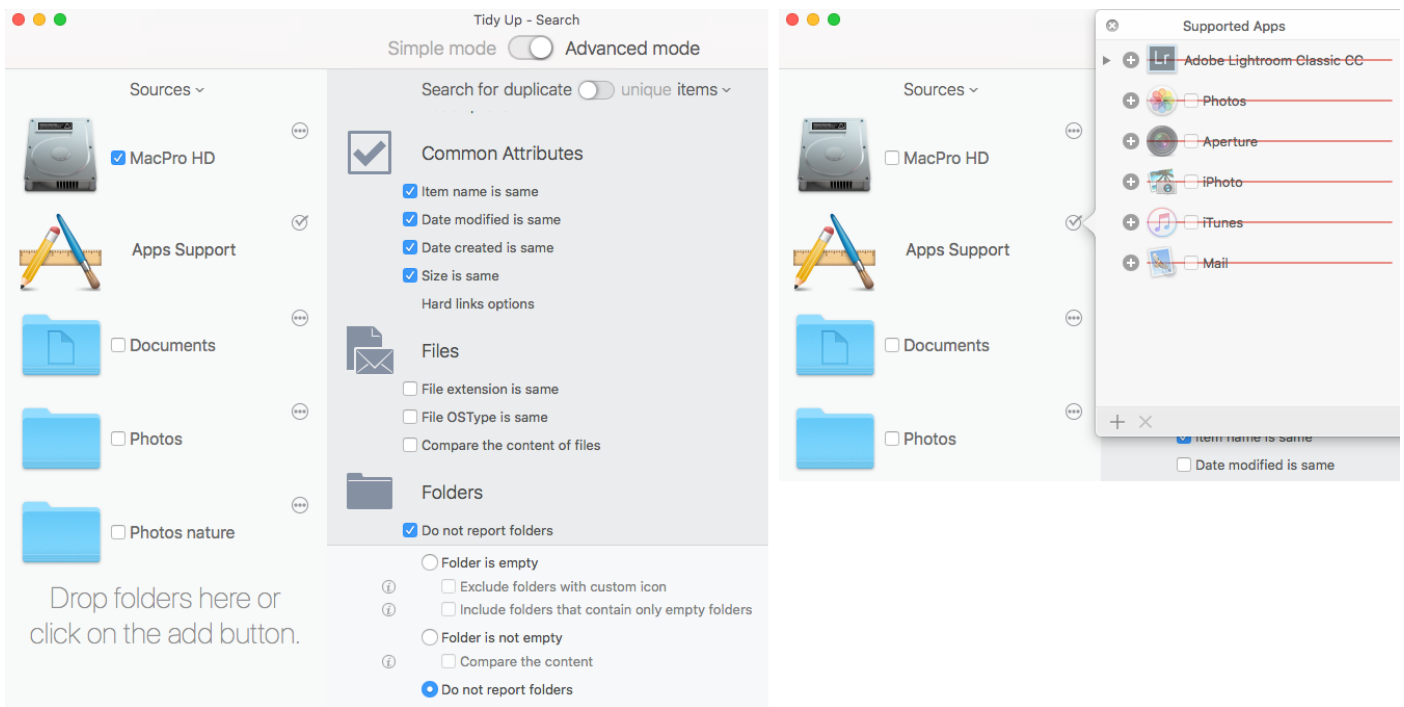 Tidy Up - Search
Simple mode Advanced mode
Sources
Search for duplicate unique items
MacPro HD
Apps Support
Documents
Photos
Photos nature
Drop folders here or
click on the add button.
Common Attributes
Item name is same
Date modified is same
Date created is same
Size is same
Hard links options
Files
File extension is same
File OSType is same
Compare the content of files
Folders
Do not report folders
Folder is empty
Exclude folders with custom icon
Include folders that contain only empty folders
Folder is not empty
Compare the content
Do not report folders
Sources
MacPro HD
Apps Support
Documents
Photos
Supported Apps
Lr Adobe Lightroom Classic CC
Photos
Aperture
iPhoto
iTunes
Mail
Item name is same
Date modified is same